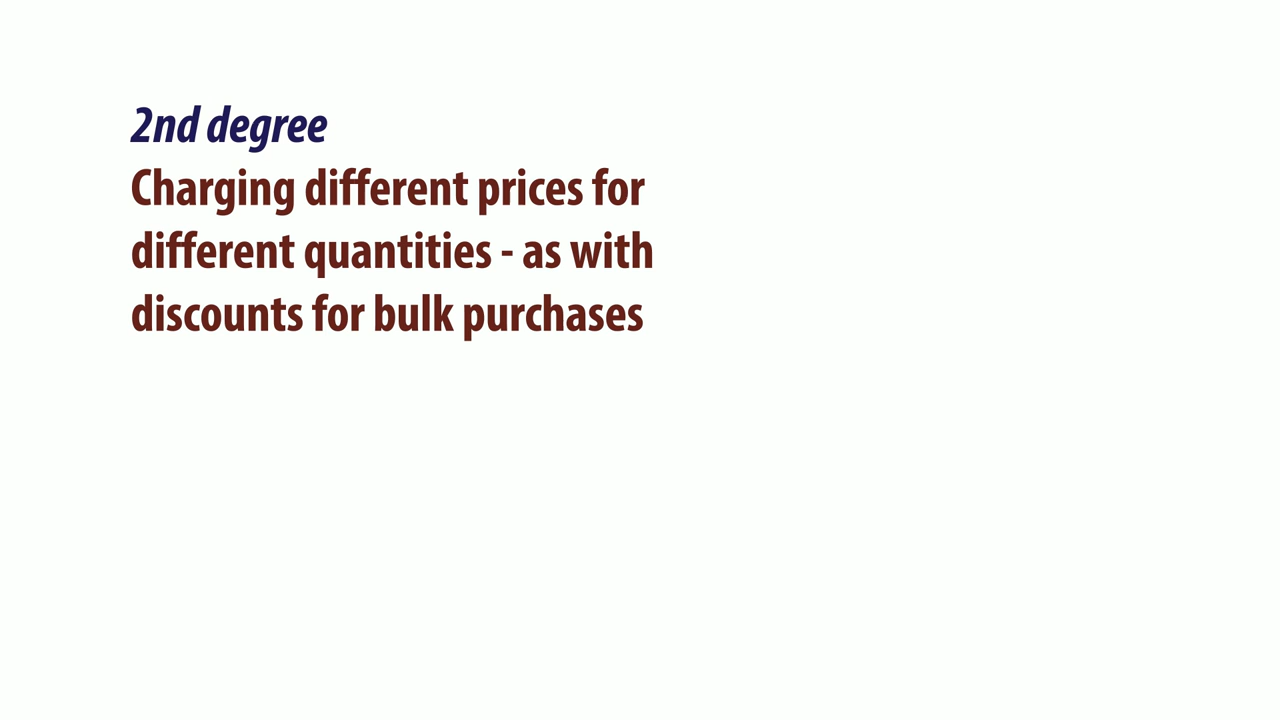 2nd degree
Charging different prices for
different quantities - as with
discounts for bulk purchases